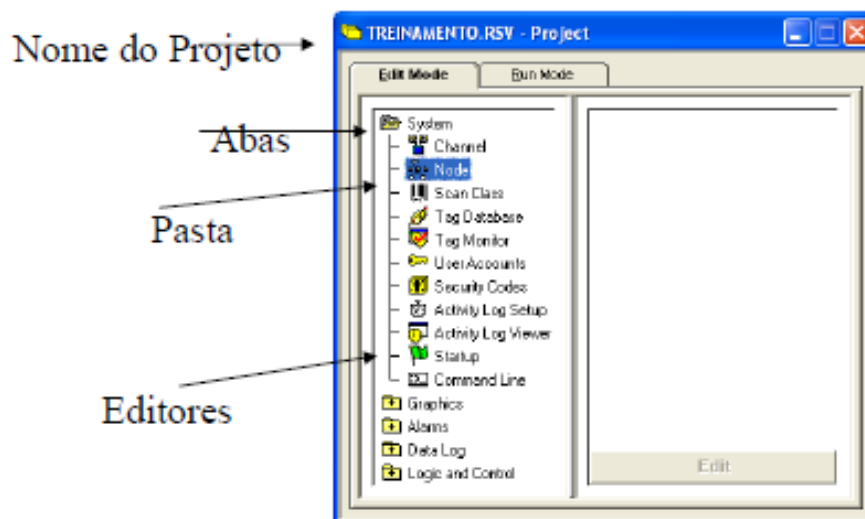 TREINAMENTO.RSV - Project
Nome do Projeto
Edit Mode
Run Mode
System
Abas
Channel
Node
Scan Class
Pasta
Tag Database
Tag Monitor
User Accounts
Security Codes
Activity Log Setup
Activity Log Viewer
Startup
Editores
Command Line
Graphics
Alarms
Data Log
Logic and Control
Edit